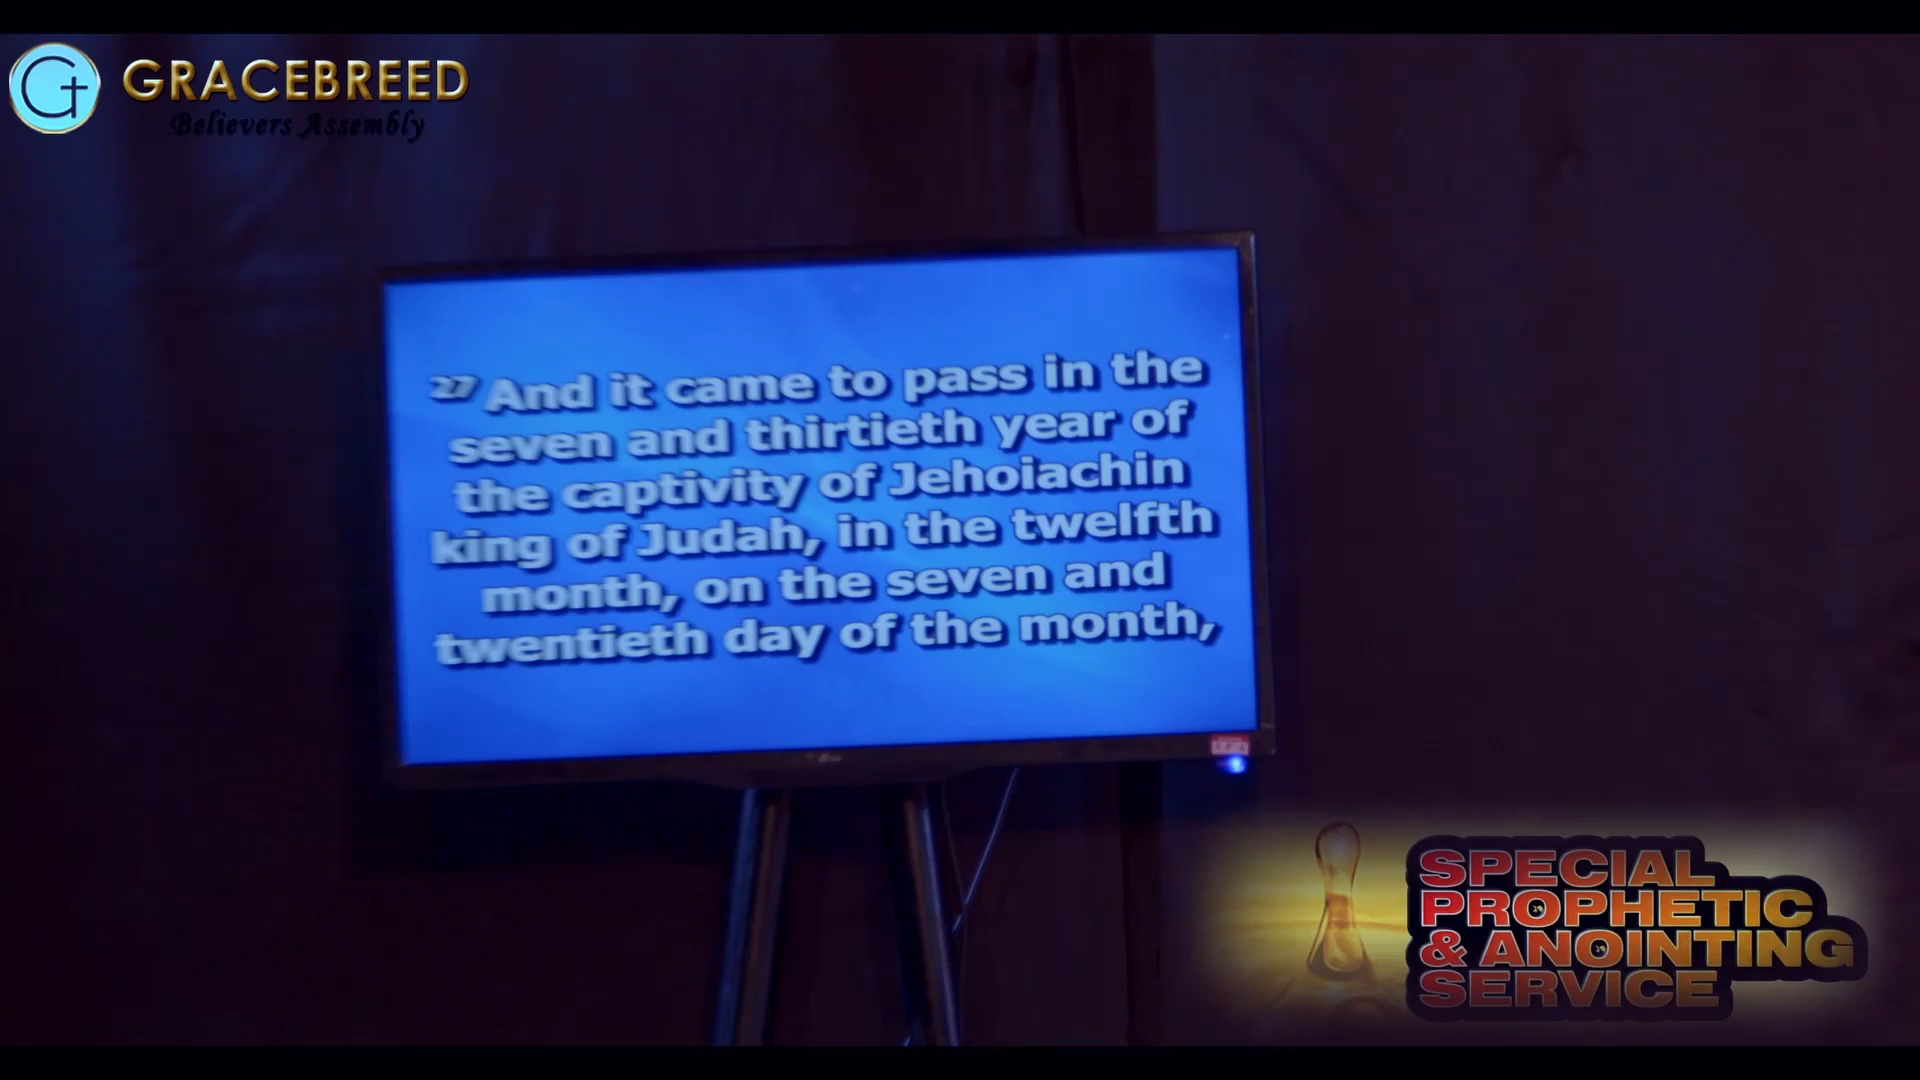 GRACEBREED
Believers Assembly
27 And it came to pass in the
seven and thirtieth year of
the captivity of Jehoiachin
king of Judah, in the twelfth
month, on the seven and
twentieth day of the month,
SPECIAL
PROPHETIC
& ANOINTING
SERVICE